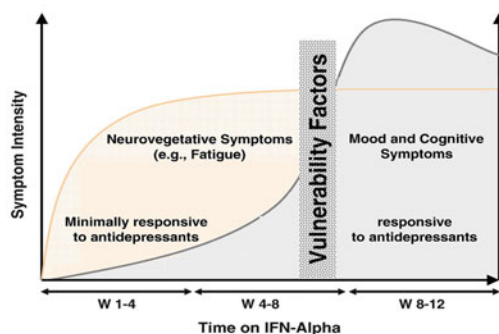 Symptom Intensity
Neurovegetative Symptoms
(e.g., Fatigue)
Minimally responsive
to antidepressants
Vulnerability Factors
Mood and Cognitive
Symptoms
responsive
to antidepressants
W 1-4
W 4-8
W 8-12
Time on IFN-Alpha